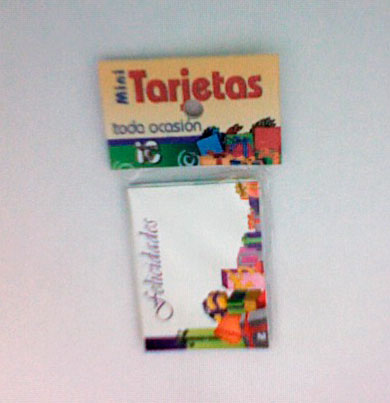 Mini
Tarjetas
toda ocasión
Felicidades